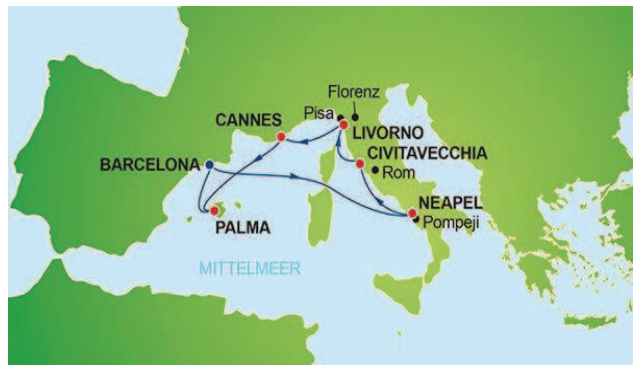 Florenz
Pisa
CANNES
LIVORNO
CIVITAVECCHIA
BARCELONA
Rom
NEAPEL
PALMA
Pompeji
MITTELMEER